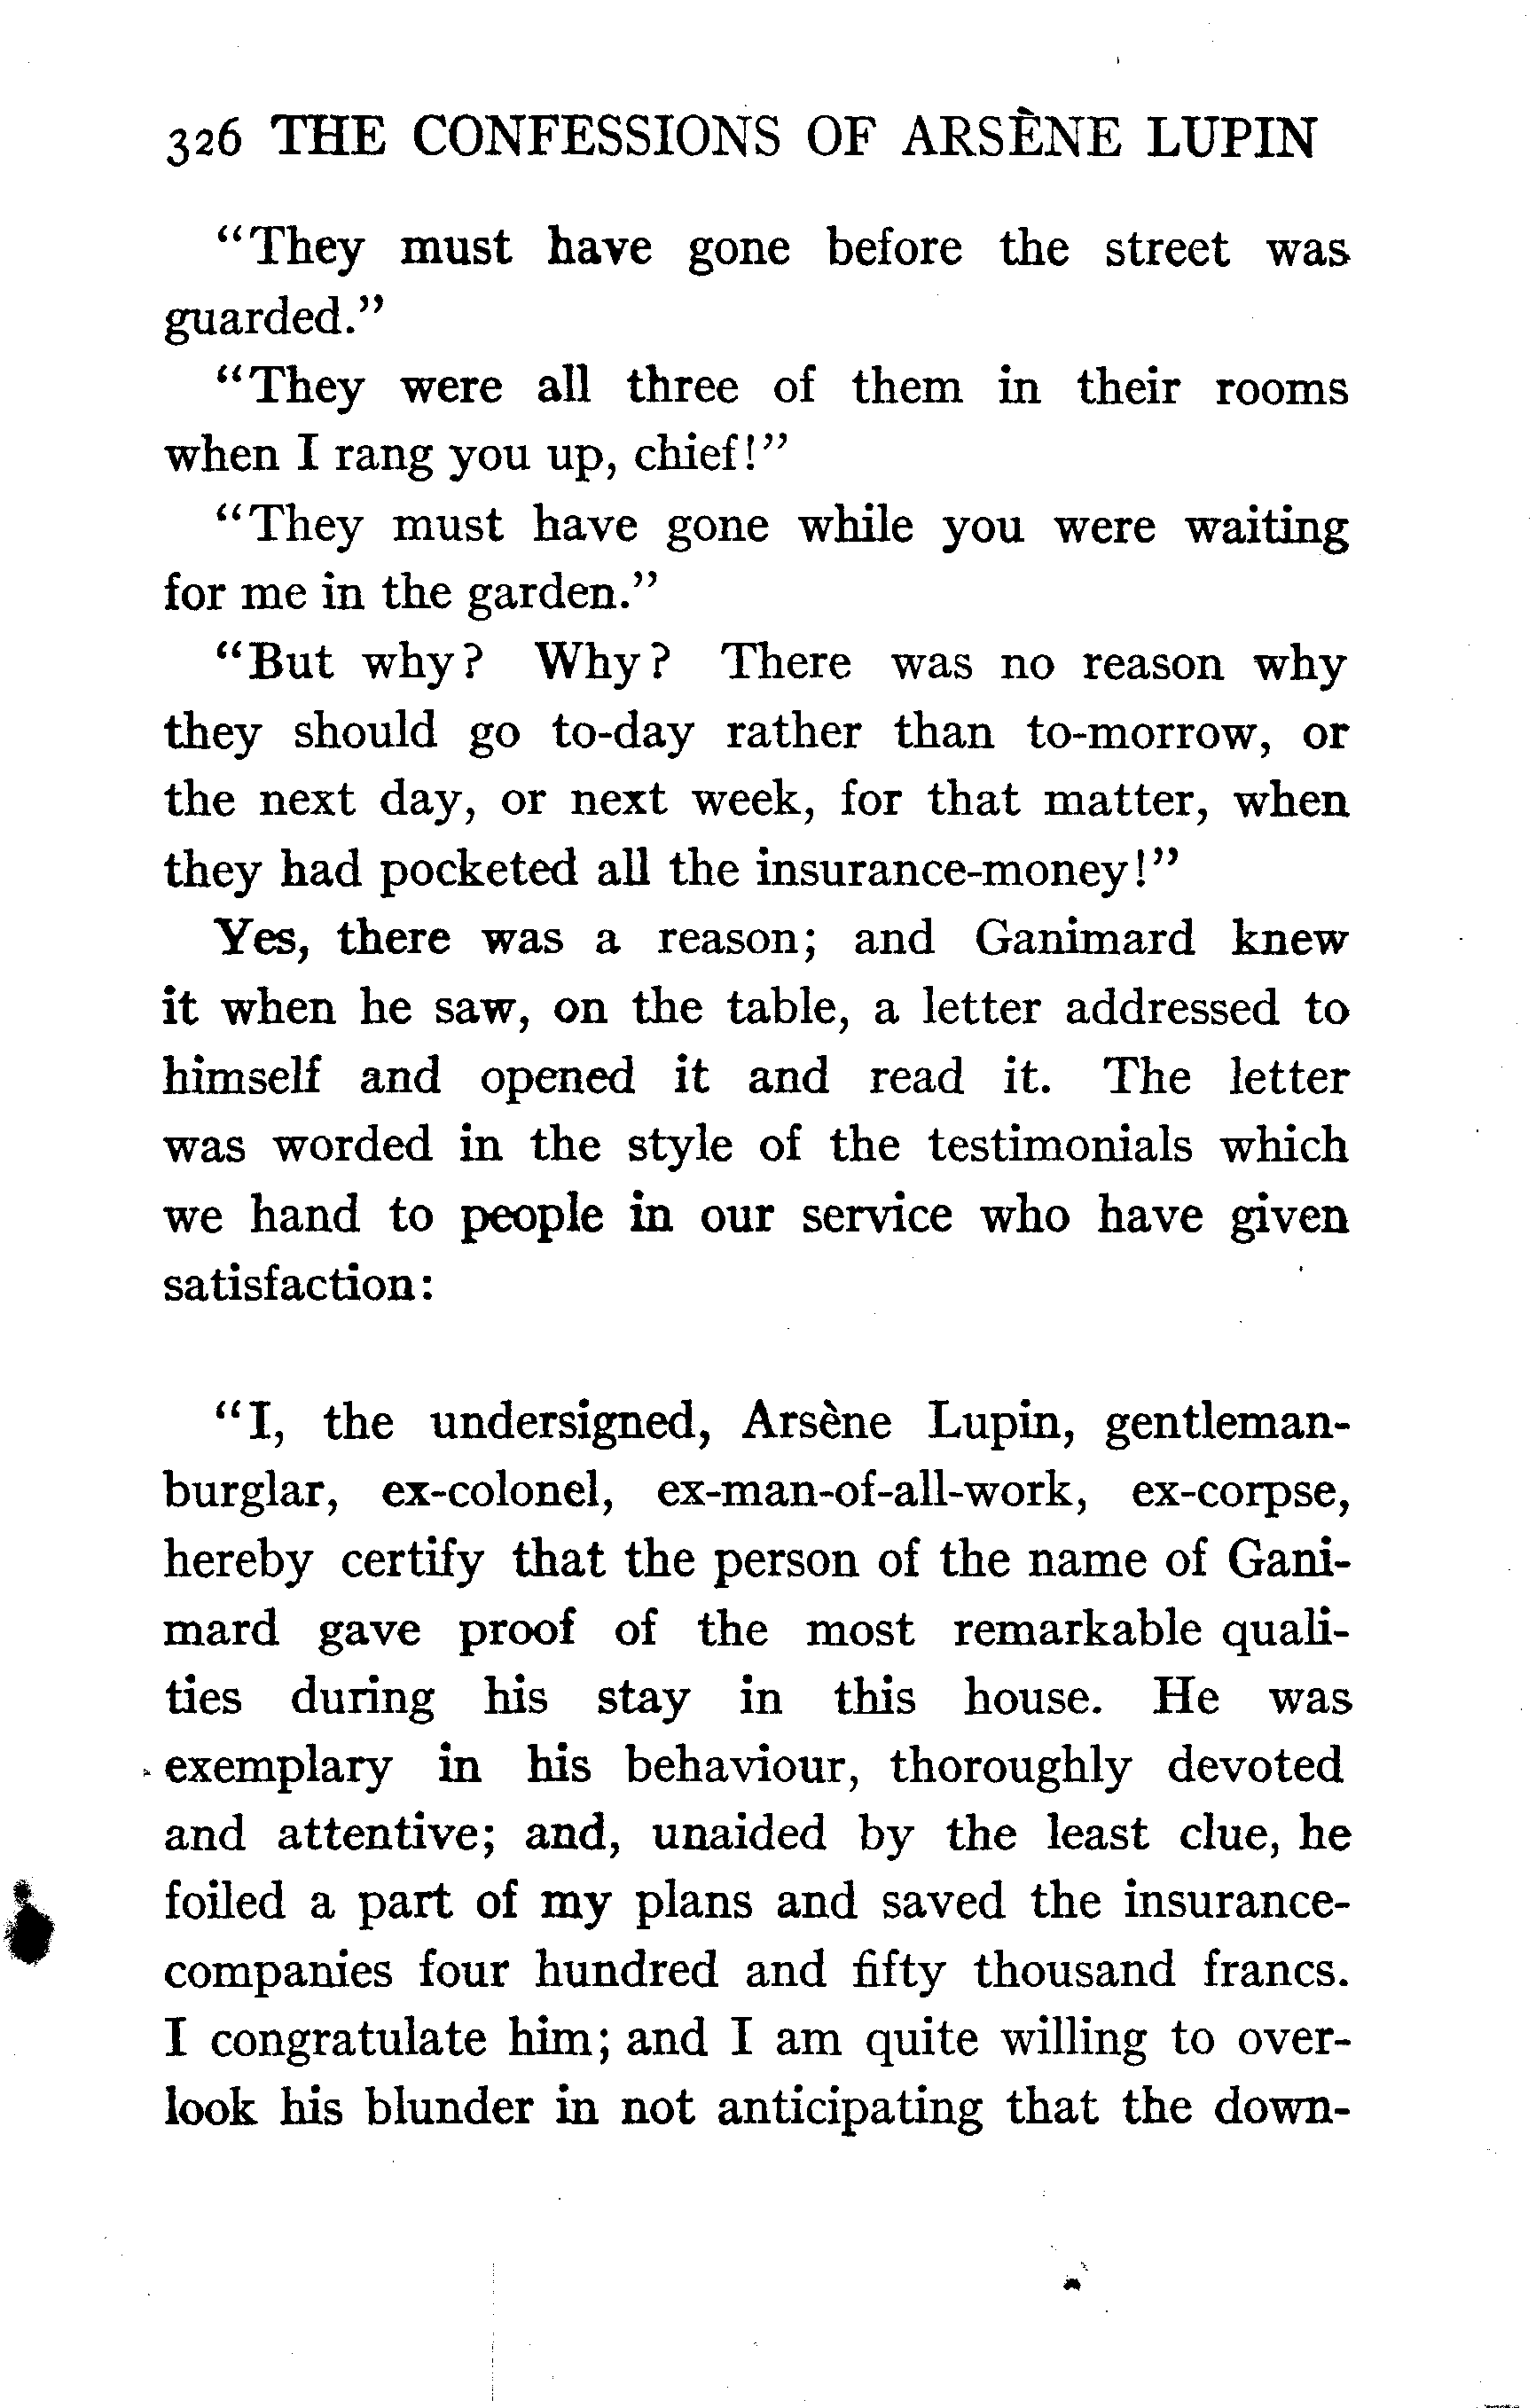 326 THE CONFESSIONS OF ARSÈNE LUPIN
"They must have gone before the street was
guarded."
"They were all three of them in their rooms
when I rang you up, chief!"
"They must have gone while you were waiting
for me in the garden."
"But why? Why? There was no reason why
they should go to-day rather than to-morrow, or
the next day, or next week, for that matter, when
they had pocketed all the insurance-money!"
Yes, there was a reason; and Ganimard knew
it when he saw, on the table, a letter addressed to
himself and opened it and read it. The letter
was worded in the style of the testimonials which
we hand to people in our service who have given
satisfaction:
"I, the undersigned, Arsène Lupin, gentleman-
burglar, ex-colonel, ex-man-of-all-work, ex-corpse,
hereby certify that the person of the name of Gani-
mard gave proof of the most remarkable quali-
ties during his stay in this house. He was
exemplary in his behaviour, thoroughly devoted
and attentive; and, unaided by the least clue, he
foiled a part of my plans and saved the insurance-
companies four hundred and fifty thousand francs.
I congratulate him; and I am quite willing to over-
look his blunder in not anticipating that the down-